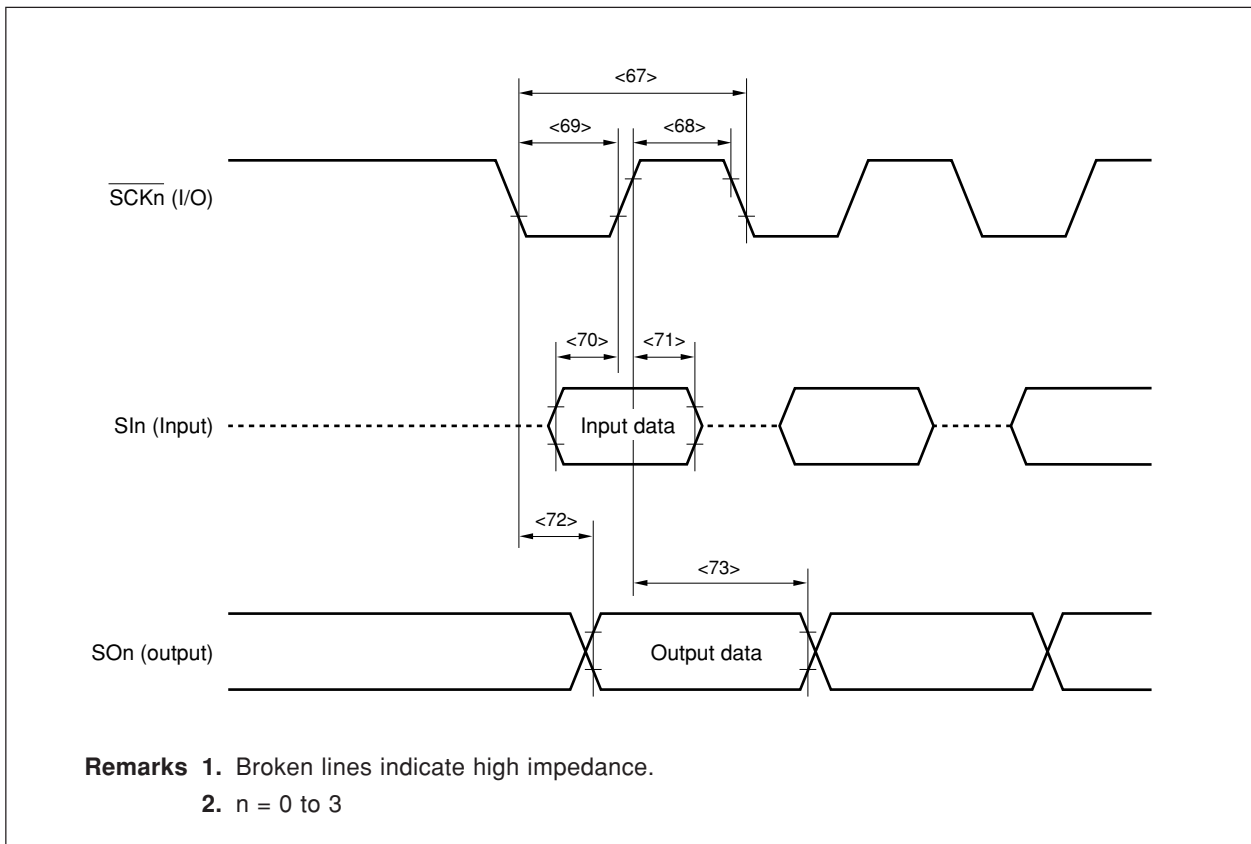 <67>
<69> <68>
SCKn (I/O)
<70> <71>
SIn (Input) Input data
<72>
<73>
SOn (output) Output data
Remarks 1. Broken lines indicate high impedance.
2. n = 0 to 3